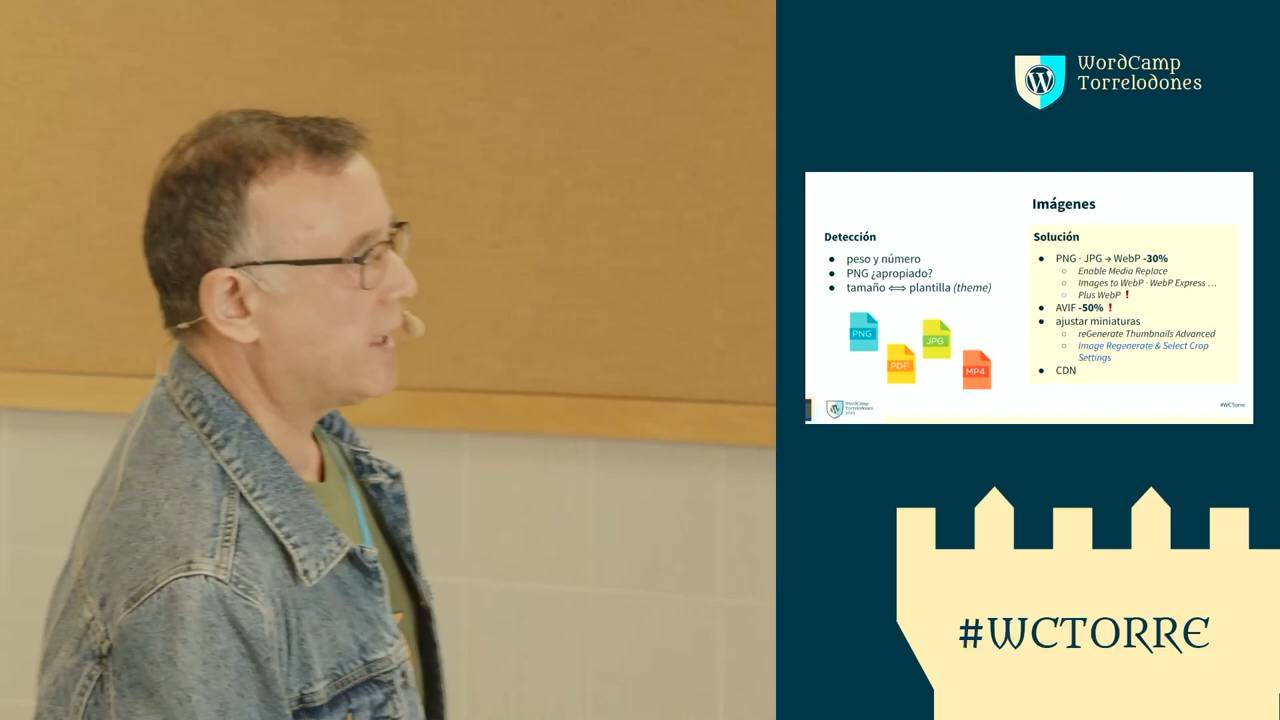 WordCamp
Torrelodones
Imágenes
Detección
● peso y número
● PNG ¿apropiado?
● tamaño ⟺ plantilla (theme)
PNG
JPG
PDF
MP4
Solución
● PNG · JPG → WebP -30%
○ Enable Media Replace
○ Images to WebP · WebP Express ...
○ Plus WebP ❗
● AVIF -50% ❗
● ajustar miniaturas
○ reGenerate Thumbnails Advanced
○ Image Regenerate & Select Crop
Settings
● CDN
WordCamp
Torrelodones
#WCTorre
#WCTORRE